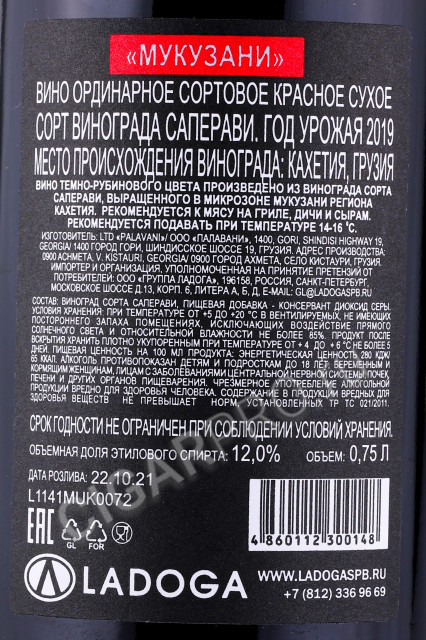 «МУКУЗАНИ»
ВИНО ОРДИНАРНОЕ СОРТОВОЕ КРАСНОЕ СУХОЕ
СОРТ ВИНОГРАДА САПЕРАВИ. ГОД УРОЖАЯ 2019
МЕСТО ПРОИСХОЖДЕНИЯ ВИНОГРАДА: КАХЕТИЯ, ГРУЗИЯ
ВИНО ТЕМНО-РУБИНОВОГО ЦВЕТА ПРОИЗВЕДЕНО ИЗ ВИНОГРАДА СОРТА
САПЕРАВИ, ВЫРАЩЕННОГО В МИКРОЗОНЕ МУКУЗАНИ РЕГИОНА
КАХЕТИЯ. РЕКОМЕНДУЕТСЯ К МЯСУ НА ГРИЛЕ, ДИЧИ И СЫРАМ.
РЕКОМЕНДУЕТСЯ ПОДАВАТЬ ПРИ ТЕМПЕРАТУРЕ 14-16 °С.
ИЗГОТОВИТЕЛЬ: LTD «PALAVANI»/ ООО «ПАЛАВАНИ», 1400, GORI, SHINDISI HIGHWAY 19,
GEORGIA/ 1400 ГОРОД ГОРИ, ШИНДИССКОЕ ШОССЕ 19, ГРУЗИЯ. АДРЕС ПРОИЗВОДСТВА:
0900 ACHMETA, V. KISTAURI, GEORGIA/ 0900 ГОРОД АХМЕТА, СЕЛО КИСТАУРИ, ГРУЗИЯ.
ИМПОРТЕР И ОРГАНИЗАЦИЯ, УПОЛНОМОЧЕННАЯ НА ПРИНЯТИЕ ПРЕТЕНЗИЙ ОТ
ПОТРЕБИТЕЛЕЙ: ООО «ГРУППА ЛАДОГА», 196158, РОССИЯ, САНКТ-ПЕТЕРБУРГ,
МОСКОВСКОЕ ШОССЕ Д.13, КОРП. 6, ЛИТЕРА А, Б, Д, E-MAIL: GL@LADOGASPB.RU
СОСТАВ: ВИНОГРАД СОРТА САПЕРАВИ, ПИЩЕВАЯ ДОБАВКА - КОНСЕРВАНТ ДИОКСИД СЕРЫ.
УСЛОВИЯ ХРАНЕНИЯ: ПРИ ТЕМПЕРАТУРЕ ОТ +5 ДО +20 °С В ВЕНТИЛИРУЕМЫХ, НЕ ИМЕЮЩИХ
ПОСТОРОННЕГО ЗАПАХА ПОМЕЩЕНИЯХ, ИСКЛЮЧАЮЩИХ ВОЗДЕЙСТВИЕ ПРЯМОГО
СОЛНЕЧНОГО СВЕТА И ОТНОСИТЕЛЬНОЙ ВЛАЖНОСТИ НЕ БОЛЕЕ 85%. ПРОДУКТ ПОСЛЕ
ВСКРЫТИЯ ХРАНИТЬ ПЛОТНО УКУПОРЕННЫМ ПРИ ТЕМПЕРАТУРЕ ОТ + 4 ДО + 6 °С НЕ БОЛЕЕ 7
ДНЕЙ. ПИЩЕВАЯ ЦЕННОСТЬ НА 100 МЛ ПРОДУКТА: ЭНЕРГЕТИЧЕСКАЯ ЦЕННОСТЬ 280 КДЖ/
65 ККАЛ. АЛКОГОЛЬ ПРОТИВОПОКАЗАН ДЕТЯМ И ПОДРОСТКАМ ДО 18 ЛЕТ, БЕРЕМЕННЫМ И
КОРМЯЩИМ ЖЕНЩИНАМ, ЛИЦАМ С ЗАБОЛЕВАНИЯМИ ЦЕНТРАЛЬНОЙ НЕРВНОЙ СИСТЕМЫ, ПОЧЕК,
ПЕЧЕНИ И ДРУГИХ ОРГАНОВ ПИЩЕВАРЕНИЯ. ЧРЕЗМЕРНОЕ УПОТРЕБЛЕНИЕ АЛКОГОЛЬНОЙ
ПРОДУКЦИИ ВРЕДНО ДЛЯ ЗДОРОВЬЯ ЧЕЛОВЕКА. СОДЕРЖАНИЕ В ПРОДУКЦИИ ВРЕДНЫХ ДЛЯ
ЗДОРОВЬЯ ВЕЩЕСТВ НЕ ПРЕВЫШАЕТ НОРМ, УСТАНОВЛЕННЫХ ТР ТС 021/2011.
СРОК ГОДНОСТИ НЕ ОГРАНИЧЕН ПРИ СОБЛЮДЕНИИ УСЛОВИЙ ХРАНЕНИЯ.
ОБЪЕМНАЯ ДОЛЯ ЭТИЛОВОГО СПИРТА: 12,0% ОБЪЕМ: 0,75 Л
ДАТА РОЗЛИВА: 22.10.21
L1141MUK0072
EAC GL FOR
4 860112 300148
LADOGA
WWW.LADOGASPB.RU
+7 (812) 336 96 69